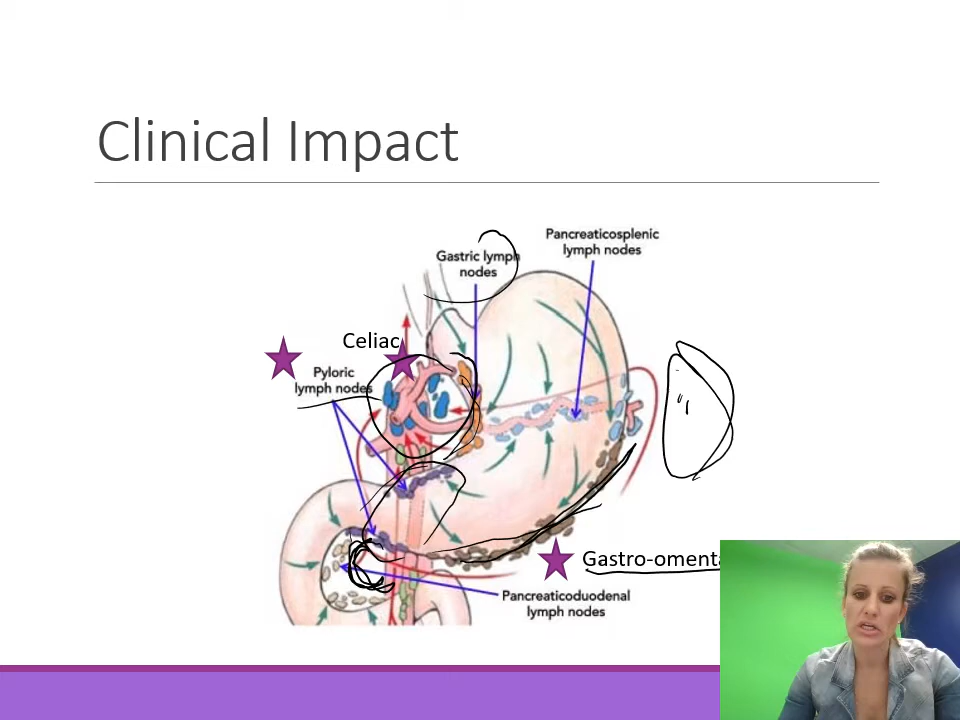 Clinical Impact
Pancreaticosplenic
lymph nodes
Gastric lymph
nodes
Celiac
Pyloric
lymph nodes
Gastro-omenta
Pancreaticoduodenal
lymph nodes